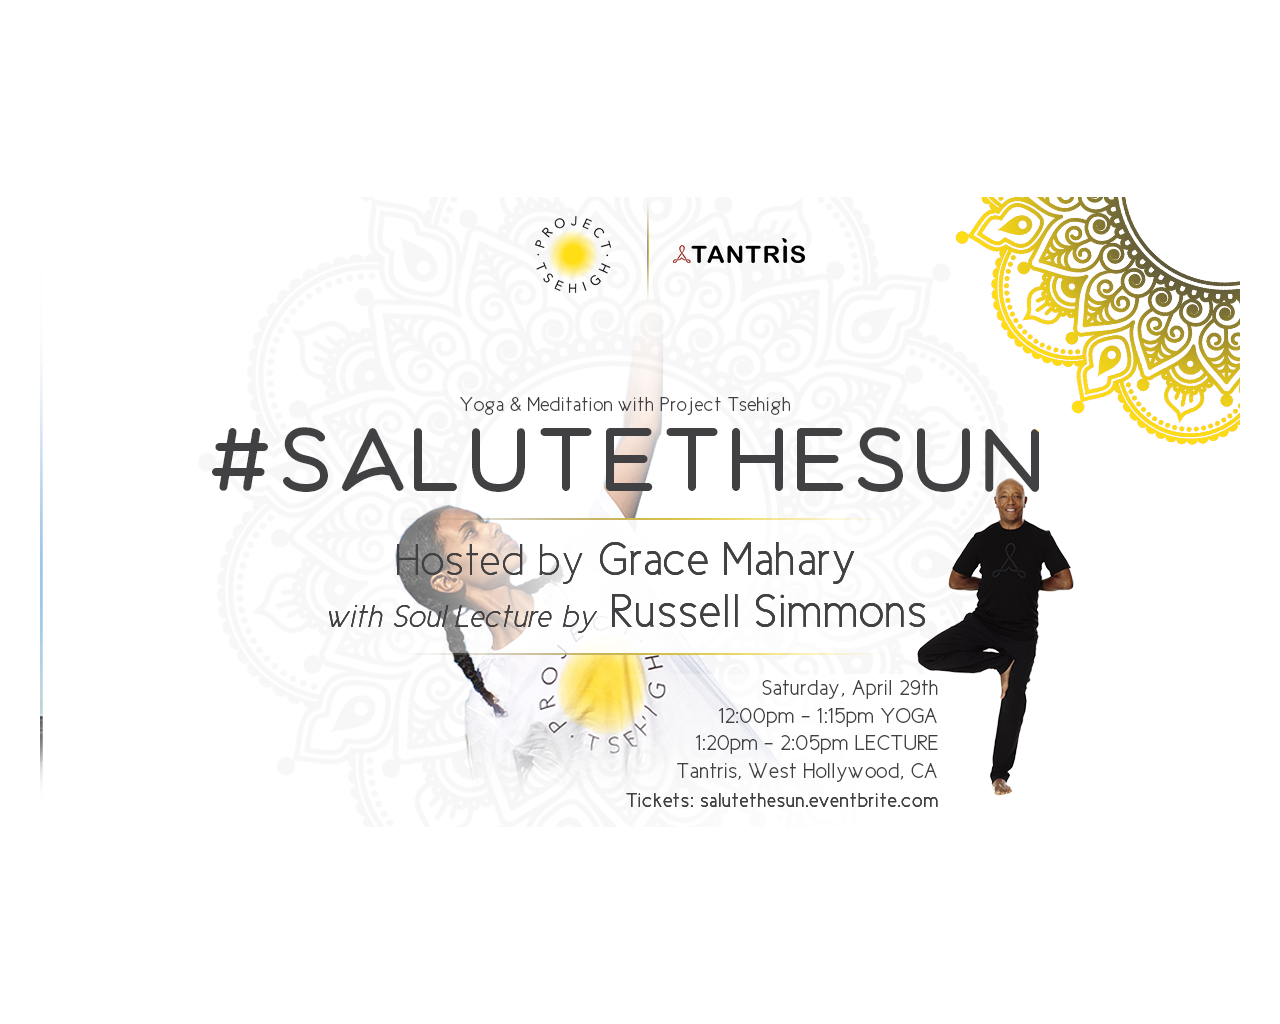 PROJECT
· TSEHIGH ·
TANTRIS
Yoga & Meditation with Project Tsehigh
#SALUTETHESUN
Hosted by Grace Mahary
with Soul Lecture by Russell Simmons
PROJECT
· TSEHIGH
Saturday, April 29th
12:00pm - 1:15pm YOGA
1:20pm - 2:05pm LECTURE
Tantris, West Hollywood, CA
Tickets: salutethesun.eventbrite.com